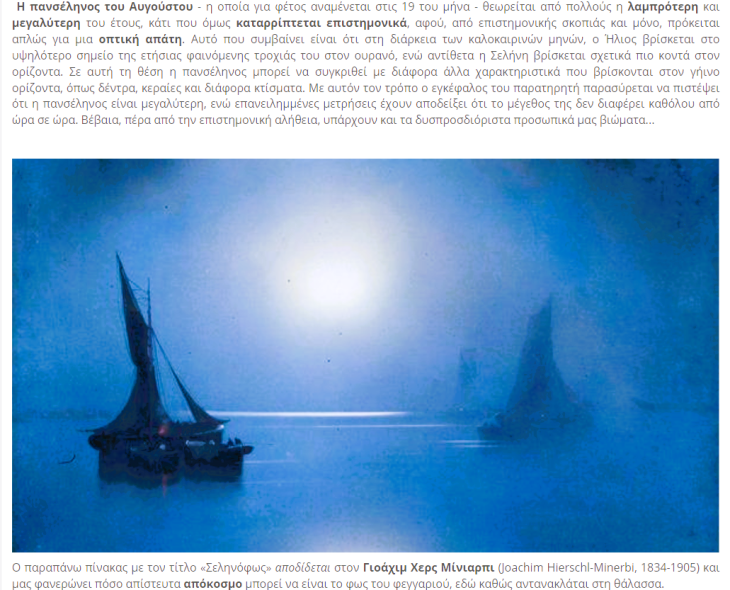 Η πανσέληνος του Αυγούστου - η οποία για φέτος αναμένεται στις 19 του μήνα - θεωρείται από πολλούς η λαμπρότερη και
μεγαλύτερη του έτους, κάτι που όμως καταρρίπτεται επιστημονικά, αφού, από επιστημονικής σκοπιάς και μόνο, πρόκειται
απλώς για μια οπτική απάτη. Αυτό που συμβαίνει είναι ότι στη διάρκεια των καλοκαιρινών μηνών, ο Ήλιος βρίσκεται στο
υψηλότερο σημείο της ετήσιας φαινόμενης τροχιάς του στον ουρανό, ενώ αντίθετα η Σελήνη βρίσκεται σχετικά πιο κοντά στον
ορίζοντα. Σε αυτή τη θέση η πανσέληνος μπορεί να συγκριθεί με διάφορα άλλα χαρακτηριστικά που βρίσκονται στον γήινο
ορίζοντα, όπως δέντρα, κεραίες και διάφορα κτίσματα. Με αυτόν τον τρόπο ο εγκέφαλος του παρατηρητή παρασύρεται να πιστέψει
ότι η πανσέληνος είναι μεγαλύτερη, ενώ επανειλημμένες μετρήσεις έχουν αποδείξει ότι το μέγεθος της δεν διαφέρει καθόλου από
ώρα σε ώρα. Βέβαια, πέρα από την επιστημονική αλήθεια, υπάρχουν και τα δυσπροσδιόριστα προσωπικά μας βιώματα...
Ο παραπάνω πίνακας με τον τίτλο «Σεληνόφως» αποδίδεται στον Γιοάχιμ Χερς Μίνιαρπι (Joachim Hierschl-Minerbi, 1834-1905) και
μας φανερώνει πόσο απίστευτα απόκοσμο μπορεί να είναι το φως του φεγγαριού, εδώ καθώς αντανακλάται στη θάλασσα.